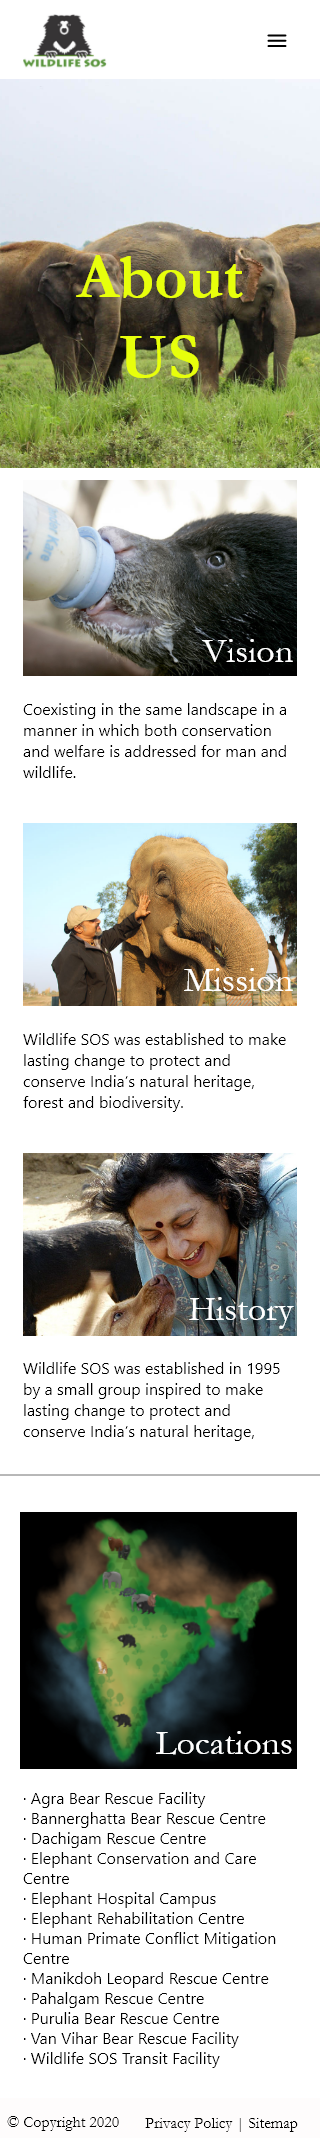 WILDLIFE SOS
About
US
Vision
Coexisting in the same landscape in a
manner in which both conservation
and welfare is addressed for man and
wildlife.
Mission
Wildlife SOS was established to make
lasting change to protect and
conserve India’s natural heritage,
forest and biodiversity.
History
Wildlife SOS was established in 1995
by a small group inspired to make
lasting change to protect and
conserve India’s natural heritage,
Locations
· Agra Bear Rescue Facility
· Bannerghatta Bear Rescue Centre
· Dachigam Rescue Centre
· Elephant Conservation and Care
Centre
· Elephant Hospital Campus
· Elephant Rehabilitation Centre
· Human Primate Conflict Mitigation
Centre
· Manikdoh Leopard Rescue Centre
· Pahalgam Rescue Centre
· Purulia Bear Rescue Centre
· Van Vihar Bear Rescue Facility
· Wildlife SOS Transit Facility
© Copyright 2020 Privacy Policy | Sitemap